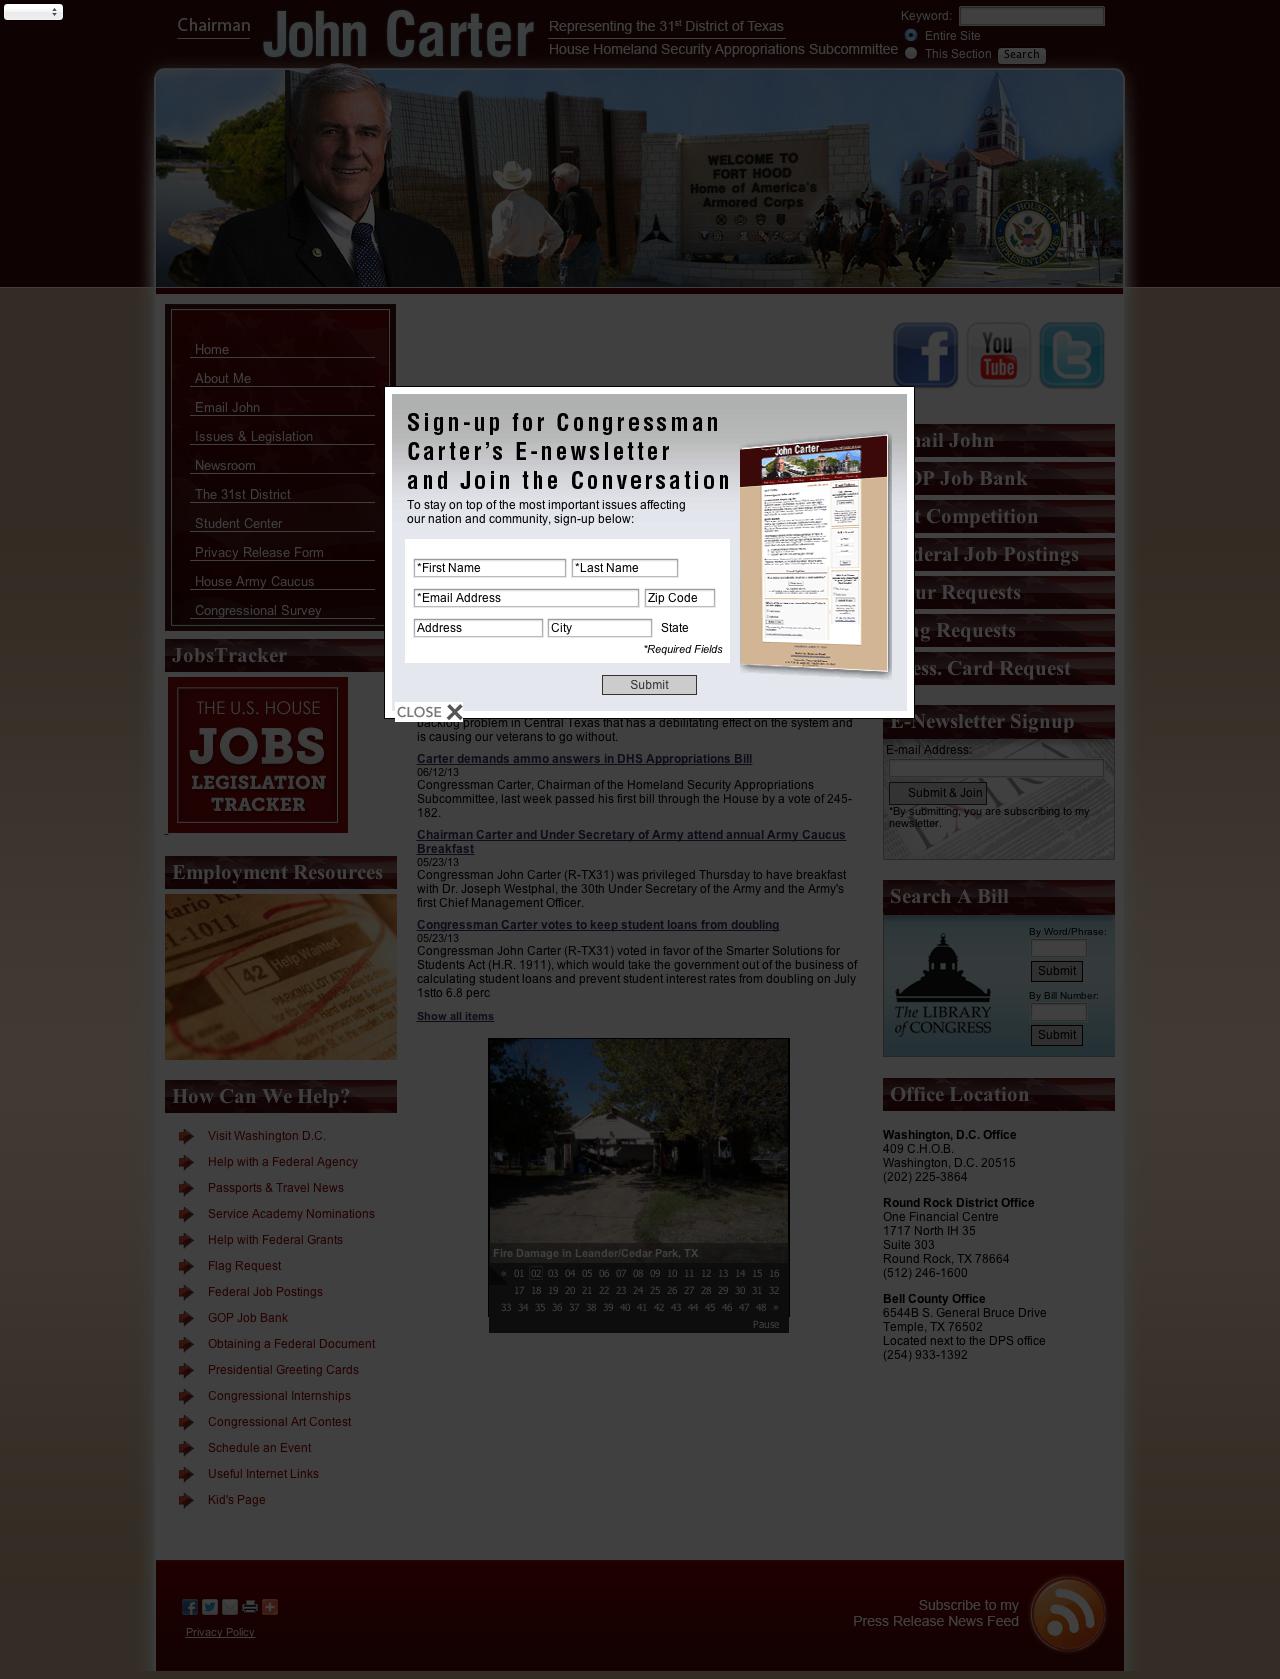 Chairman
John Carter
Representing the 31st District of Texas
House Homeland Security Appropriations Subcommittee
Keyword:
Entire Site
This Section
Search
WELCOME TO
FORT HOOD
Home of America's
Armored Corps
Home
About Me
Email John
Issues & Legislation
Newsroom
The 31st District
Student Center
Privacy Release Form
House Army Caucus
Congressional Survey
You
Tube
Sign-up for Congressman
Carter's E-newsletter
and Join the Conversation
To stay on top of the most important issues affecting
our nation and community, sign-up below:
*First Name
*Last Name
*Email Address
Zip Code
Address
City
State
*Required Fields
Submit
CLOSE
John Carter
mail John
OP Job Bank
t Competition
deral Job Postings
ur Requests
ag Requests
ess. Card Request
JobsTracker
THE U.S. HOUSE
JOBS
LEGISLATION
TRACKER
Employment Resources
1-1011
42 Help Wanted
How Can We Help?
Visit Washington D.C.
Help with a Federal Agency
Passports & Travel News
Service Academy Nominations
Help with Federal Grants
Flag Request
Federal Job Postings
GOP Job Bank
Obtaining a Federal Document
Presidential Greeting Cards
Congressional Internships
Congressional Art Contest
Schedule an Event
Useful Internet Links
Kid's Page
backlog problem in Central Texas that has a debilitating effect on the system and
is causing our veterans to go without.
Carter demands ammo answers in DHS Appropriations Bill
06/12/13
Congressman Carter, Chairman of the Homeland Security Appropriations
Subcommittee, last week passed his first bill through the House by a vote of 245-
182.
Chairman Carter and Under Secretary of Army attend annual Army Caucus
Breakfast
05/23/13
Congressman John Carter (R-TX31) was privileged Thursday to have breakfast
with Dr. Joseph Westphal, the 30th Under Secretary of the Army and the Army's
first Chief Management Officer.
Congressman Carter votes to keep student loans from doubling
05/23/13
Congressman John Carter (R-TX31) voted in favor of the Smarter Solutions for
Students Act (H.R. 1911), which would take the government out of the business of
calculating student loans and prevent student interest rates from doubling on July
1stto 6.8 perc
Show all items
Fire Damage in Leander/Cedar Park, TX
« 01 02 03 04 05 06 07 08 09 10 11 12 13 14 15 16
17 18 19 20 21 22 23 24 25 26 27 28 29 30 31 32
33 34 35 36 37 38 39 40 41 42 43 44 45 46 47 48 »
Pause
E-Newsletter Signup
E-mail Address:
Submit & Join
*By submitting, you are subscribing to my
newsletter.
Search A Bill
The LIBRARY
of CONGRESS
By Word/Phrase:
Submit
By Bill Number:
Submit
Office Location
Washington, D.C. Office
409 C.H.O.B.
Washington, D.C. 20515
(202) 225-3864
Round Rock District Office
One Financial Centre
1717 North IH 35
Suite 303
Round Rock, TX 78664
(512) 246-1600
Bell County Office
6544B S. General Bruce Drive
Temple, TX 76502
Located next to the DPS office
(254) 933-1392
Privacy Policy
Subscribe to my
Press Release News Feed